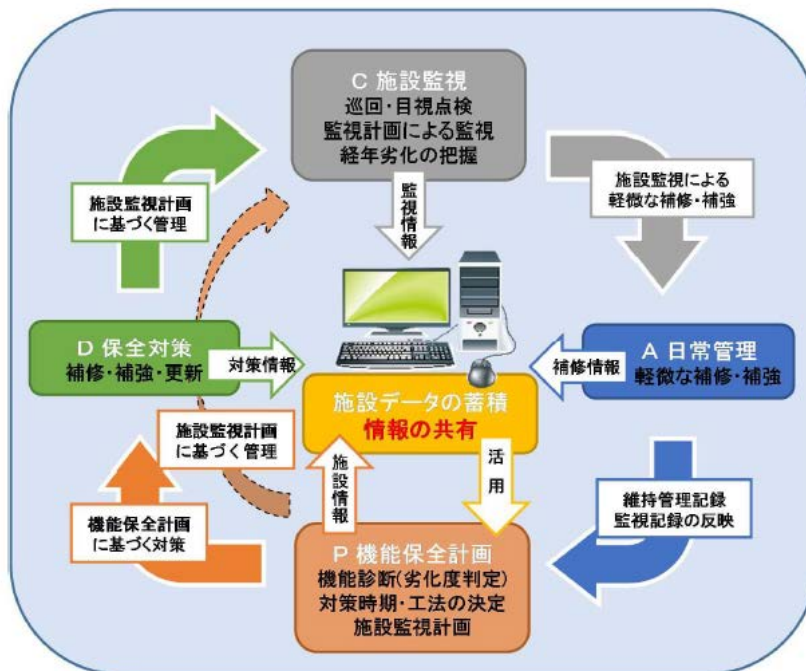 C 施設監視
巡回・目視点検
監視計画による監視
経年劣化の把握
施設監視計画
に基づく管理
監視情報
施設監視による
軽微な補修・補強
D 保全対策
補修・補強・更新
対策情報
補修情報
A 日常管理
軽微な補修・補強
施設データの蓄積
情報の共有
施設監視計画
に基づく管理
施設情報
活用
機能保全計画
に基づく対策
維持管理記録
監視記録の反映
P 機能保全計画
機能診断(劣化度判定)
対策時期・工法の決定
施設監視計画